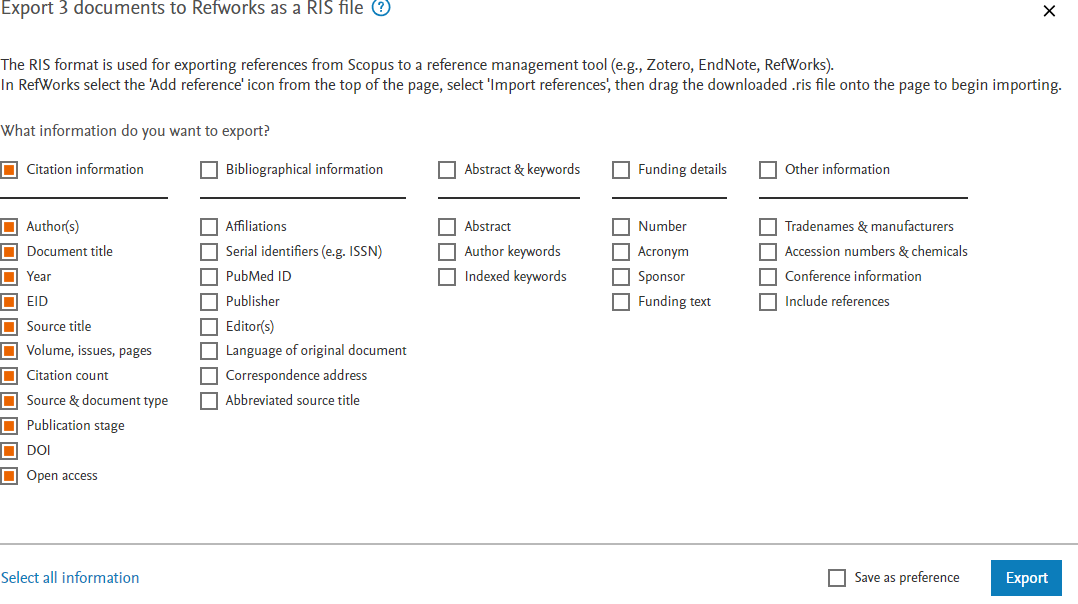 Export 3 documents to Refworks as a RIS file
The RIS format is used for exporting references from Scopus to a reference management tool (e.g., Zotero, EndNote, RefWorks).
In RefWorks select the 'Add reference' icon from the top of the page, select 'Import references', then drag the downloaded .ris file onto the page to begin importing.
What information do you want to export?
Citation information
Author(s)
Document title
Year
EID
Source title
Volume, issues, pages
Citation count
Source & document type
Publication stage
DOI
Open access
Bibliographical information
Affiliations
Serial identifiers (e.g. ISSN)
PubMed ID
Publisher
Editor(s)
Language of original document
Correspondence address
Abbreviated source title
Abstract & keywords
Abstract
Author keywords
Indexed keywords
Funding details
Number
Acronym
Sponsor
Funding text
Other information
Tradenames & manufacturers
Accession numbers & chemicals
Conference information
Include references
Select all information
Save as preference
Export